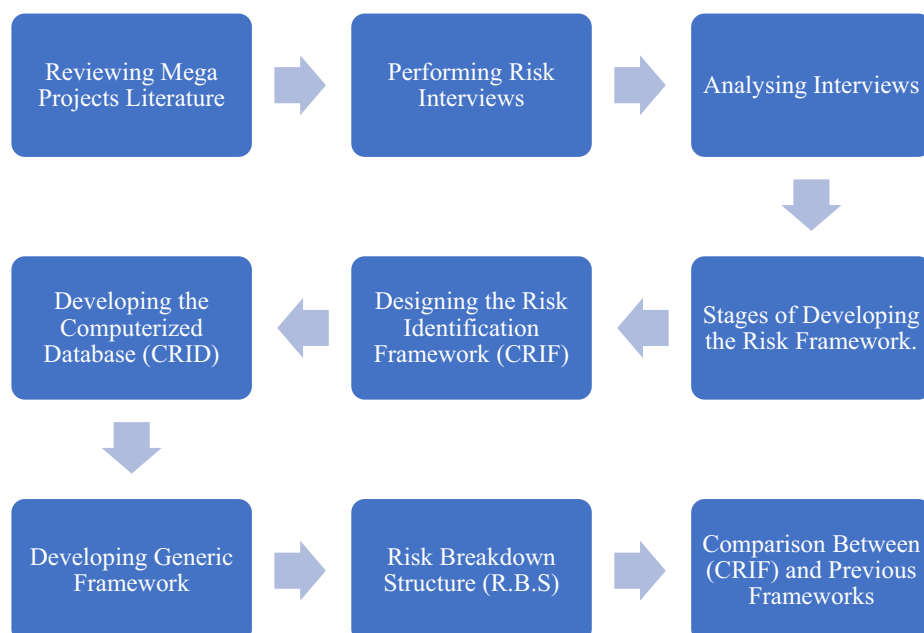 Reviewing Mega
Projects Literature
Performing Risk
Interviews
Analysing Interviews
Stages of Developing
the Risk Framework.
Designing the Risk
Identification
Framework (CRIF)
Developing the
Computerized
Database (CRID)
Developing Generic
Framework
Risk Breakdown
Structure (R.B.S)
Comparison Between
(CRIF) and Previous
Frameworks